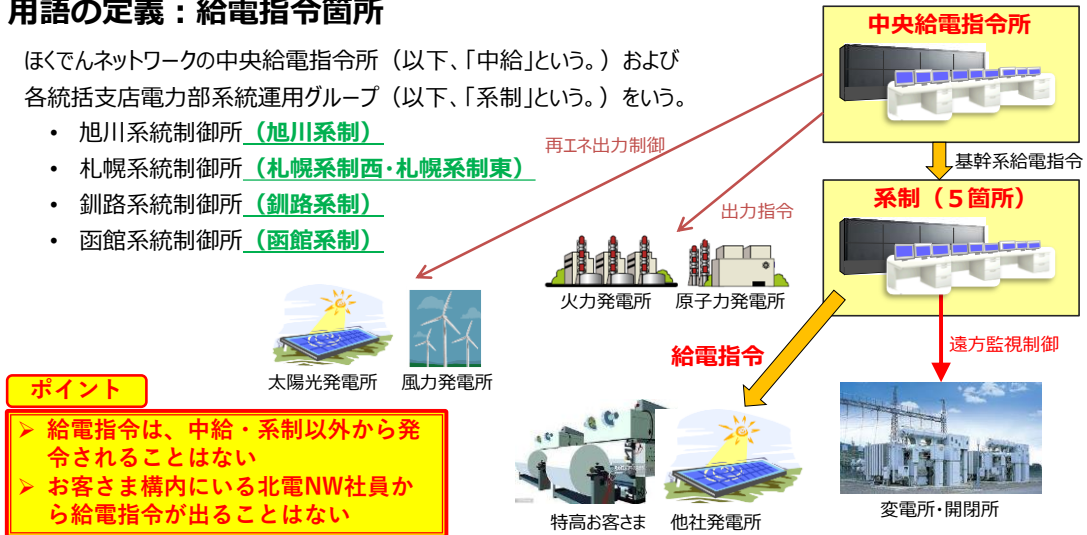 用語の定義：給電指令箇所
ほくでんネットワークの中央給電指令所（以下、「中給」という。）および
各統括支店電力部系統運用グループ（以下、「系制」という。）をいう。
• 旭川系統制御所（旭川系制）
• 札幌系統制御所（札幌系制西・札幌系制東）
• 釧路系統制御所（釧路系制）
• 函館系統制御所（函館系制）
中央給電指令所
再エネ出力制御
基幹系給電指令
系制（５箇所）
出力指令
火力発電所
原子力発電所
太陽光発電所
風力発電所
給電指令
遠方監視制御
ポイント
➢ 給電指令は、中給・系制以外から発
令されることはない
➢ お客さま構内にいる北電NW社員か
ら給電指令が出ることはない
特高お客さま
他社発電所
変電所・開閉所